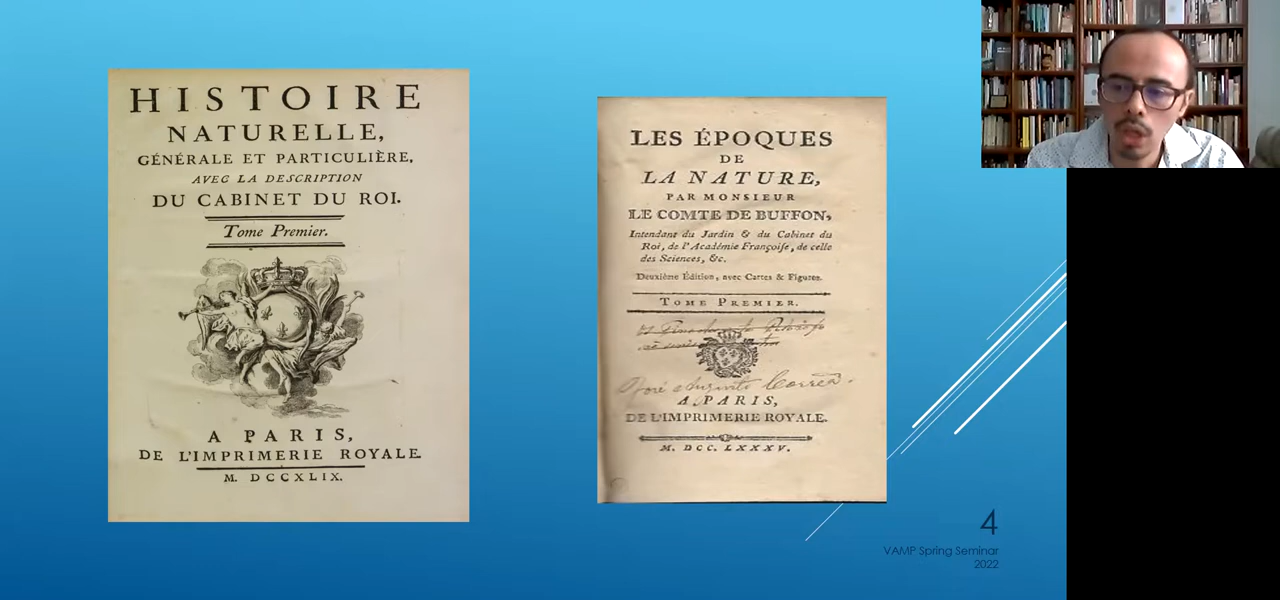 HISTOIRE
NATURELLE,
GÉNÉRALE ET PARTICULIÈRE,
AVEC LA DESCRIPTION
DU CABINET DU ROI.
Tome Premier.
A PARIS,
DE L'IMPRIMERIE ROYALE.
M. DCCXLIX.
LES ÉPOQUES
DE
LA NATURE,
PAR MONSIEUR
LE COMTE DE BUFFON,
Intendant du Jardin & du Cabinet du
Roi, de l'Académie Françoise, de celle
des Sciences, &c.
Deuxième Édition, avec Cartes & Figures.
TOME PREMIER.
José Augusto Corrêa.
A PARIS,
DE L'IMPRIMERIE ROYALE.
M. DCC. LXXXV.
4
VAMP Spring Seminar
2022